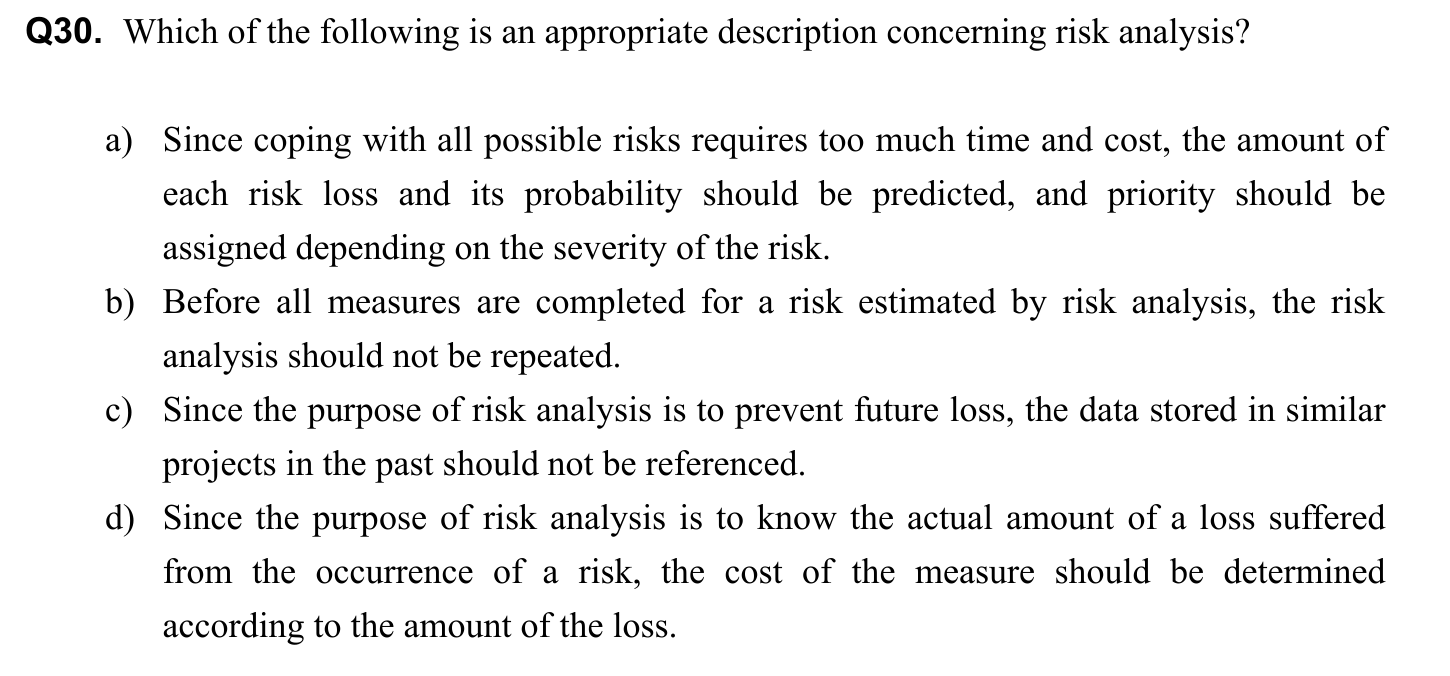 Q30. Which of the following is an appropriate description concerning risk analysis?
a) Since coping with all possible risks requires too much time and cost, the amount of
each risk loss and its probability should be predicted, and priority should be
assigned depending on the severity of the risk.
b) Before all measures are completed for a risk estimated by risk analysis, the risk
analysis should not be repeated.
c) Since the purpose of risk analysis is to prevent future loss, the data stored in similar
projects in the past should not be referenced.
d) Since the purpose of risk analysis is to know the actual amount of a loss suffered
from the occurrence of a risk, the cost of the measure should be determined
according to the amount of the loss.